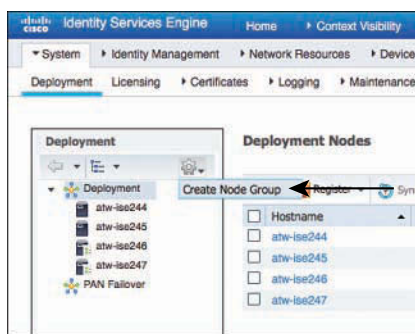 cisco Identity Services Engine Home Context Visibility
System Identity Management Network Resources Device
Deployment Licensing Certificates Logging Maintenance
Deployment
Deployment Nodes
Deployment
Create Node Group
Register
Syn
atw-ise244
atw-ise245
atw-ise246
atw-ise247
PAN Failover
Hostname
atw-ise244
atw-ise245
atw-ise246
atw-ise247